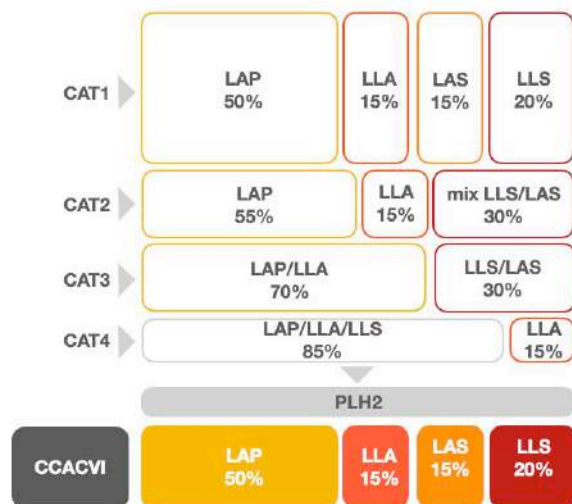 CAT1
LAP
50%
LLA
15%
LAS
15%
LLS
20%
CAT2
LAP
55%
LLA
15%
mix LLS/LAS
30%
CAT3
LAP/LLA
70%
LLS/LAS
30%
CAT4
LAP/LLA/LLS
85%
LLA
15%
PLH2
CCACVI
LAP
50%
LLA
15%
LAS
15%
LLS
20%